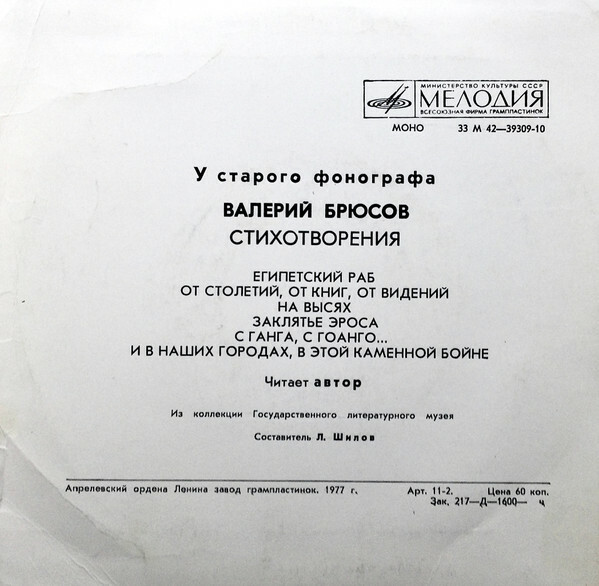 МИНИСТЕРСТВО КУЛЬТУРЫ СССР
МЕЛОДИЯ
ВСЕСОЮЗНАЯ ФИРМА ГРАМПЛАСТИНОК
МОНО 33 М 42—39309-10
У старого фонографа
ВАЛЕРИЙ БРЮСОВ
СТИХОТВОРЕНИЯ
ЕГИПЕТСКИЙ РАБ
ОТ СТОЛЕТИЙ, ОТ КНИГ, ОТ ВИДЕНИЙ
НА ВЫСЯХ
ЗАКЛЯТЬЕ ЭРОСА
С ГАНГА, С ГОАНГО...
И В НАШИХ ГОРОДАХ, В ЭТОЙ КАМЕННОЙ БОЙНЕ
Читает автор
Из коллекции Государственного литературного музея
Составитель Л. Шилов
Апрелевский ордена Ленина завод грампластинок. 1977 г. Арт. 11-2. Цена 60 коп.
Зак. 217—Д—1600— ч